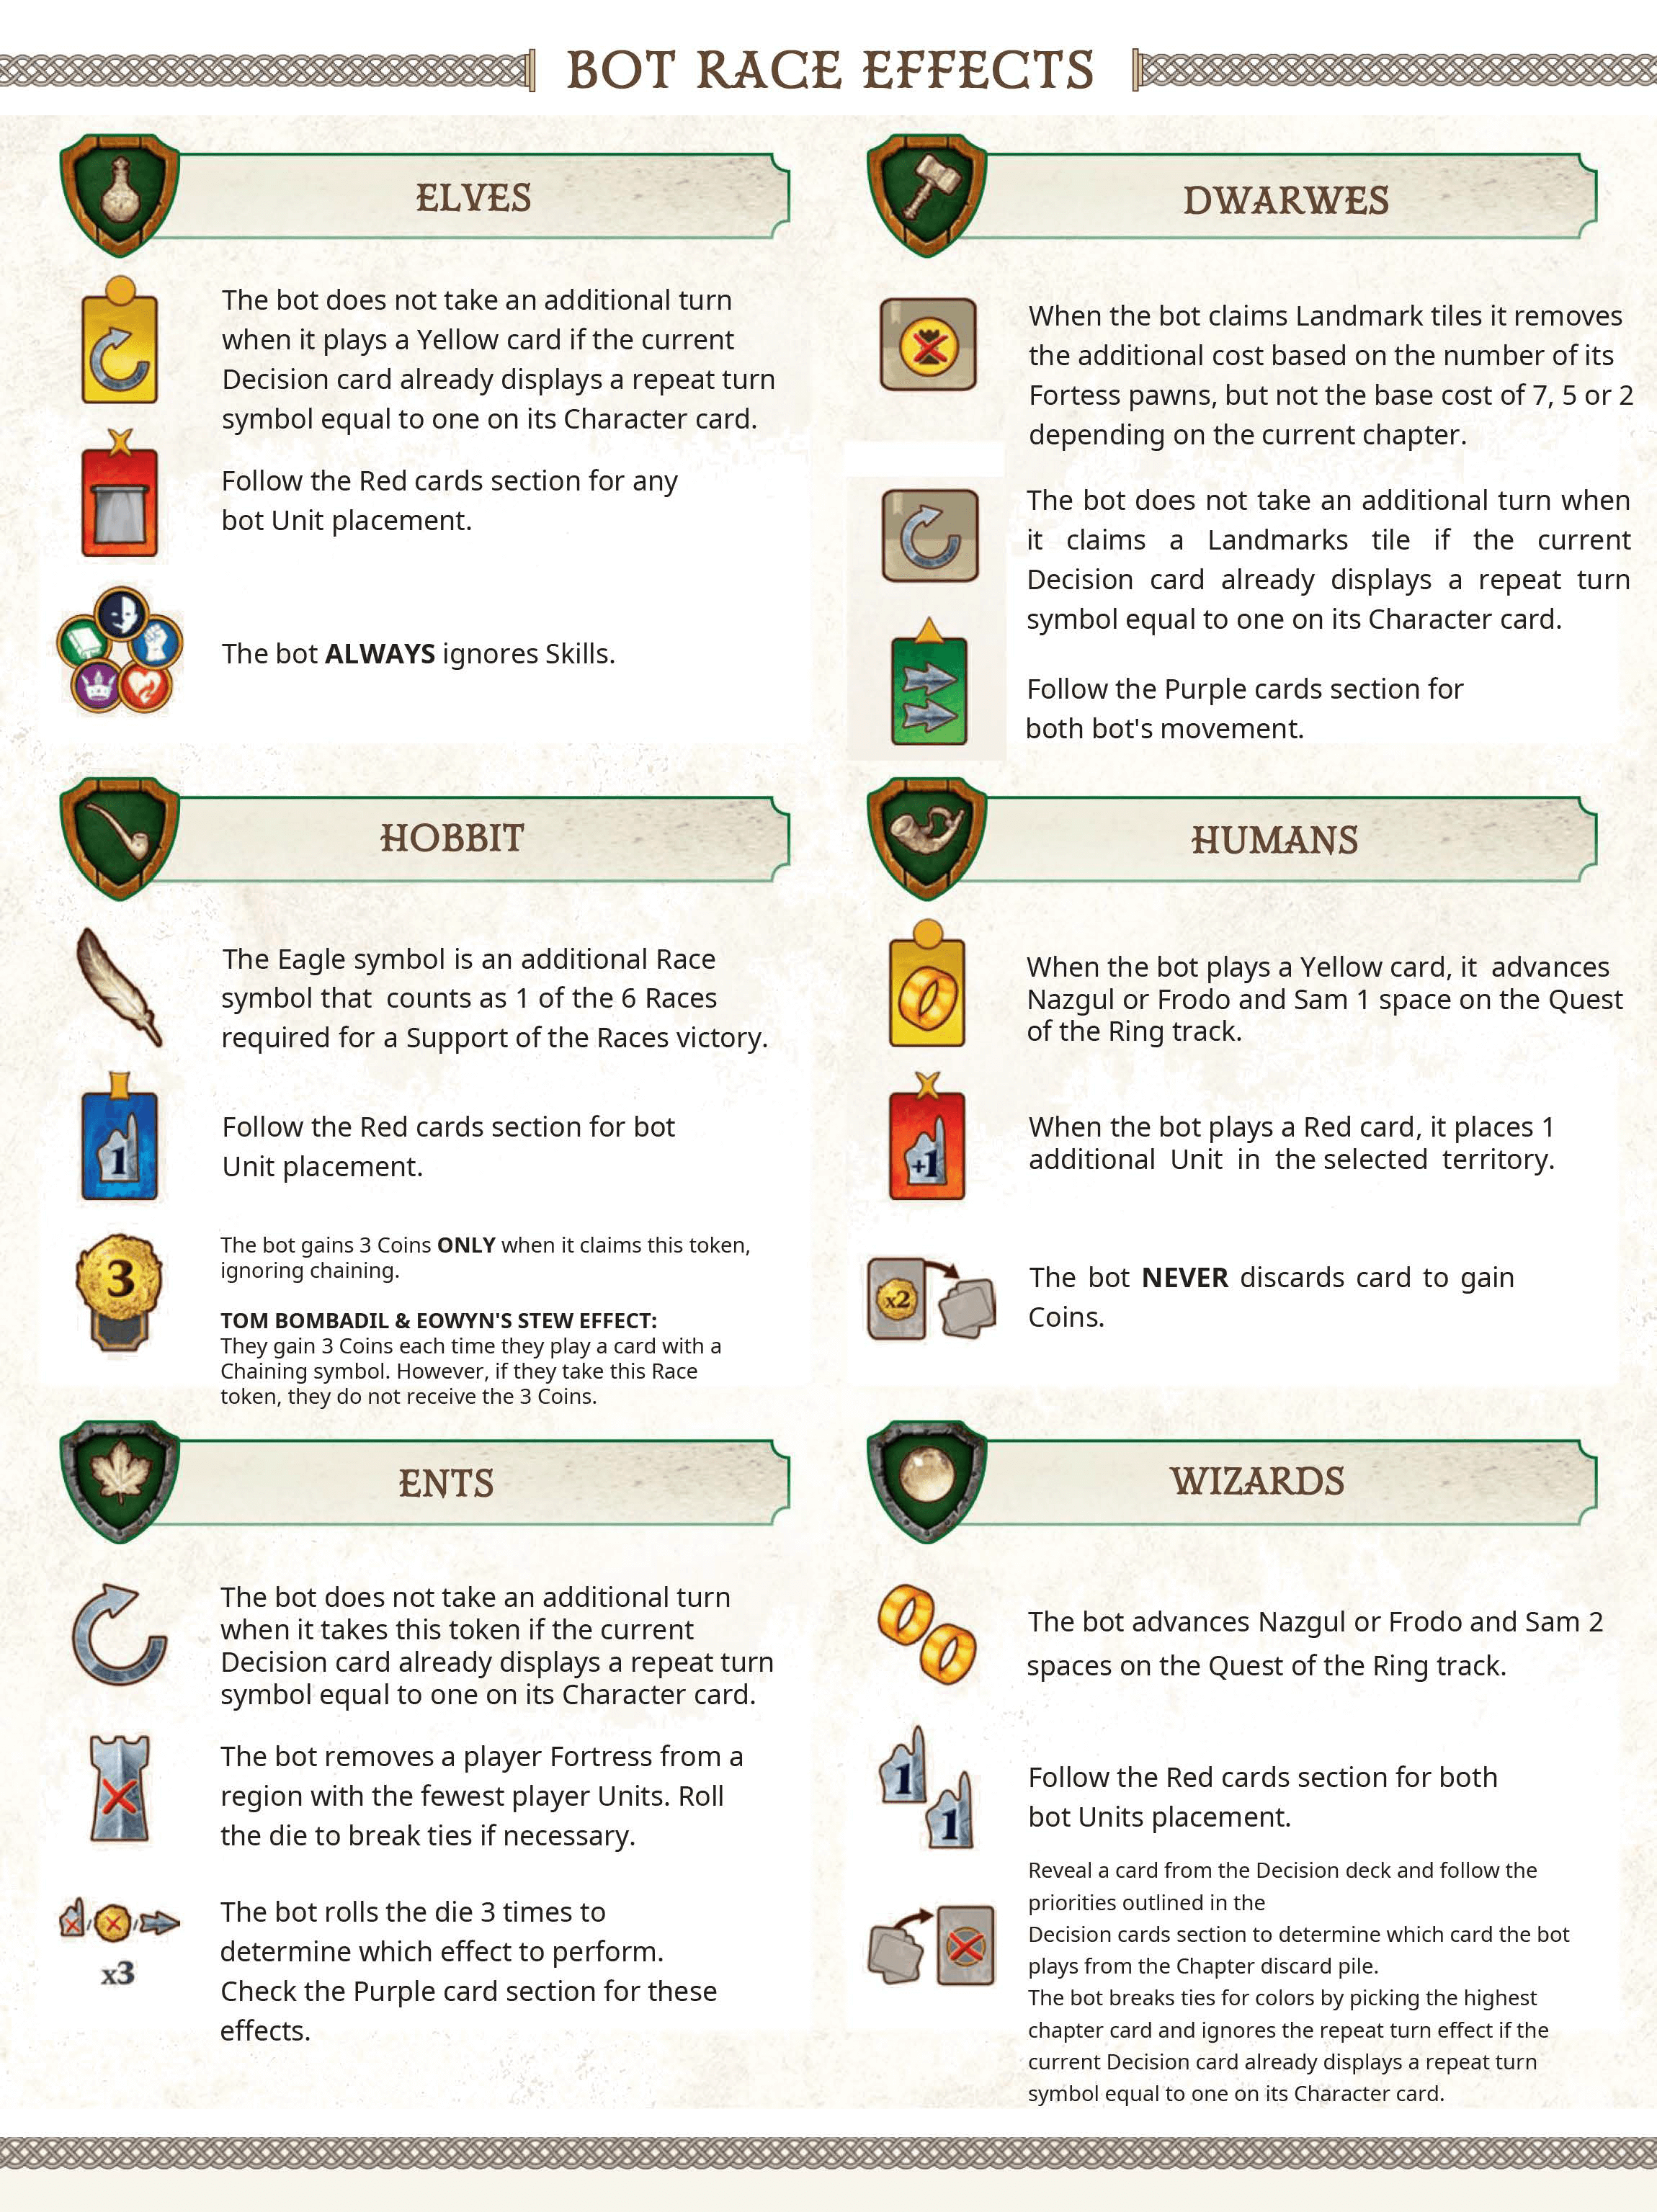 BOT RACE EFFECTS
ELVES
The bot does not take an additional turn
when it plays a Yellow card if the current
Decision card already displays a repeat turn
symbol equal to one on its Character card.
Follow the Red cards section for any
bot Unit placement.
The bot ALWAYS ignores Skills.
DWARWES
When the bot claims Landmark tiles it removes
the additional cost based on the number of its
Fortess pawns, but not the base cost of 7, 5 or 2
depending on the current chapter.
The bot does not take an additional turn when
it claims a Landmarks tile if the current
Decision card already displays a repeat turn
symbol equal to one on its Character card.
Follow the Purple cards section for
both bot's movement.
HOBBIT
The Eagle symbol is an additional Race
symbol that counts as 1 of the 6 Races
required for a Support of the Races victory.
1
Follow the Red cards section for bot
Unit placement.
3
The bot gains 3 Coins ONLY when it claims this token,
ignoring chaining.
TOM BOMBADIL & EOWYN'S STEW EFFECT:
They gain 3 Coins each time they play a card with a
Chaining symbol. However, if they take this Race
token, they do not receive the 3 Coins.
HUMANS
When the bot plays a Yellow card, it advances
Nazgul or Frodo and Sam 1 space on the Quest
of the Ring track.
+1
When the bot plays a Red card, it places 1
additional Unit in the selected territory.
x2
The bot NEVER discards card to gain
Coins.
ENTS
The bot does not take an additional turn
when it takes this token if the current
Decision card already displays a repeat turn
symbol equal to one on its Character card.
The bot removes a player Fortress from a
region with the fewest player Units. Roll
the die to break ties if necessary.
/ /
x3
The bot rolls the die 3 times to
determine which effect to perform.
Check the Purple card section for these
effects.
WIZARDS
The bot advances Nazgul or Frodo and Sam 2
spaces on the Quest of the Ring track.
1
1
Follow the Red cards section for both
bot Units placement.
Reveal a card from the Decision deck and follow the
priorities outlined in the
Decision cards section to determine which card the bot
plays from the Chapter discard pile.
The bot breaks ties for colors by picking the highest
chapter card and ignores the repeat turn effect if the
current Decision card already displays a repeat turn
symbol equal to one on its Character card.